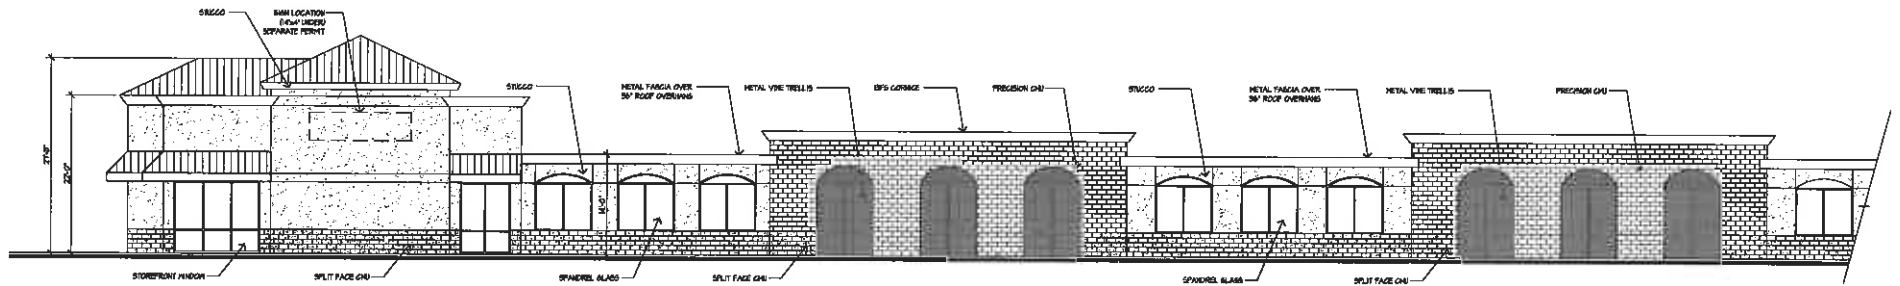 STUCCO
SIGN LOCATION
(14'x4' UNDER)
SEPARATE PERMIT
STUCCO
METAL FASCIA OVER
36" ROOF OVERHANG
METAL VINE TRELLIS
EIFS CORNICE
PRECISION CMU
STUCCO
METAL FASCIA OVER
36" ROOF OVERHANG
METAL VINE TRELLIS
PRECISION CMU
27'-8"
22'-0"
14'-0"
STOREFRONT WINDOW
SPLIT FACE CMU
SPANDREL GLASS
SPLIT FACE CMU
SPANDREL GLASS
SPLIT FACE CMU